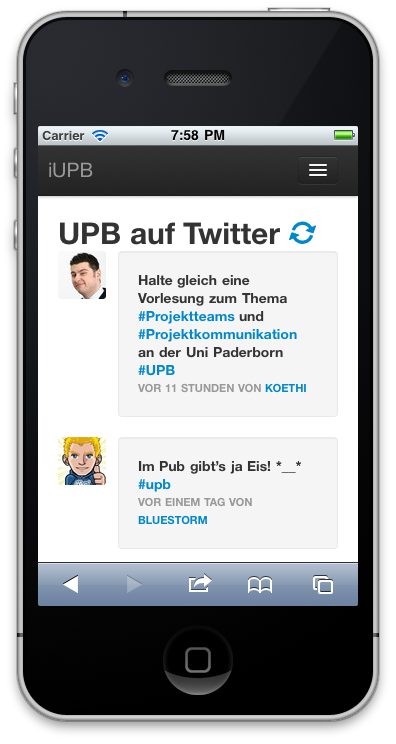 Carrier 7:58 PM
iUPB
UPB auf Twitter
Halte gleich eine
Vorlesung zum Thema
#Projektteams und
#Projektkommunikation
an der Uni Paderborn
#UPB
VOR 11 STUNDEN VON KOETHI
Im Pub gibt's ja Eis! *__*
#upb
VOR EINEM TAG VON
BLUESTORM